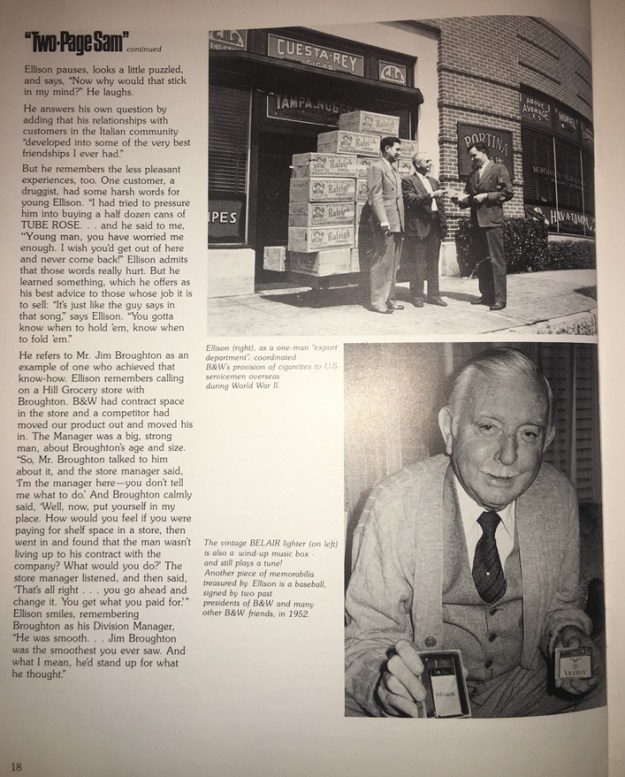 "Two-Page Sam" continued
Ellison pauses, looks a little puzzled,
and says, "Now why would that stick
in my mind?" He laughs.
He answers his own question by
adding that his relationships with
customers in the Italian community
"developed into some of the very best
friendships I ever had."
But he remembers the less pleasant
experiences, too. One customer, a
druggist, had some harsh words for
young Ellison. "I had tried to pressure
him into buying a half dozen cans of
TUBE ROSE. . . and he said to me,
"'Young man, you have worried me
enough. I wish you'd get out of here
and never come back!" Ellison admits
that those words really hurt. But he
learned something, which he offers as
his best advice to those whose job it is
to sell: "It's just like the guy says in
that song," says Ellison. "You gotta
know when to hold 'em, know when
to fold 'em."
He refers to Mr. Jim Broughton as an
example of one who achieved that
know-how. Ellison remembers calling
on a Hill Grocery store with
Broughton. B&W had contract space
in the store and a competitor had
moved our product out and moved his
in. The Manager was a big, strong
man, about Broughton's age and size.
"So, Mr. Broughton talked to him
about it, and the store manager said,
'I'm the manager here—you don't tell
me what to do.' And Broughton calmly
said, 'Well, now, put yourself in my
place. How would you feel if you were
paying for shelf space in a store, then
went in and found that the man wasn't
living up to his contract with the
company? What would you do?' The
store manager listened, and then said,
'That's all right . . . you go ahead and
change it. You get what you paid for.'"
Ellison smiles, remembering
Broughton as his Division Manager,
"He was smooth. . . Jim Broughton
was the smoothest you ever saw. And
what I mean, he'd stand up for what
he thought."
CUESTA-REY
CIGAR
TAMPA NUGG
IPES
Raleigh
Raleigh
Raleigh
Raleigh
Raleigh
Raleigh
PORTINA
ABOVE
AVERAGE
HAV-A-TAMPA
Ellison (right), as a one-man "export
department", coordinated
B&W's provision of cigarettes to U.S
servicemen overseas
during World War II.
The vintage BELAIR lighter (on left)
is also a wind-up music box -
and still plays a tune!
Another piece of memorabilia
treasured by Ellison is a baseball,
signed by two past
presidents of B&W and many
other B&W friends, in 1952.
BELAIR
VICEROY
18